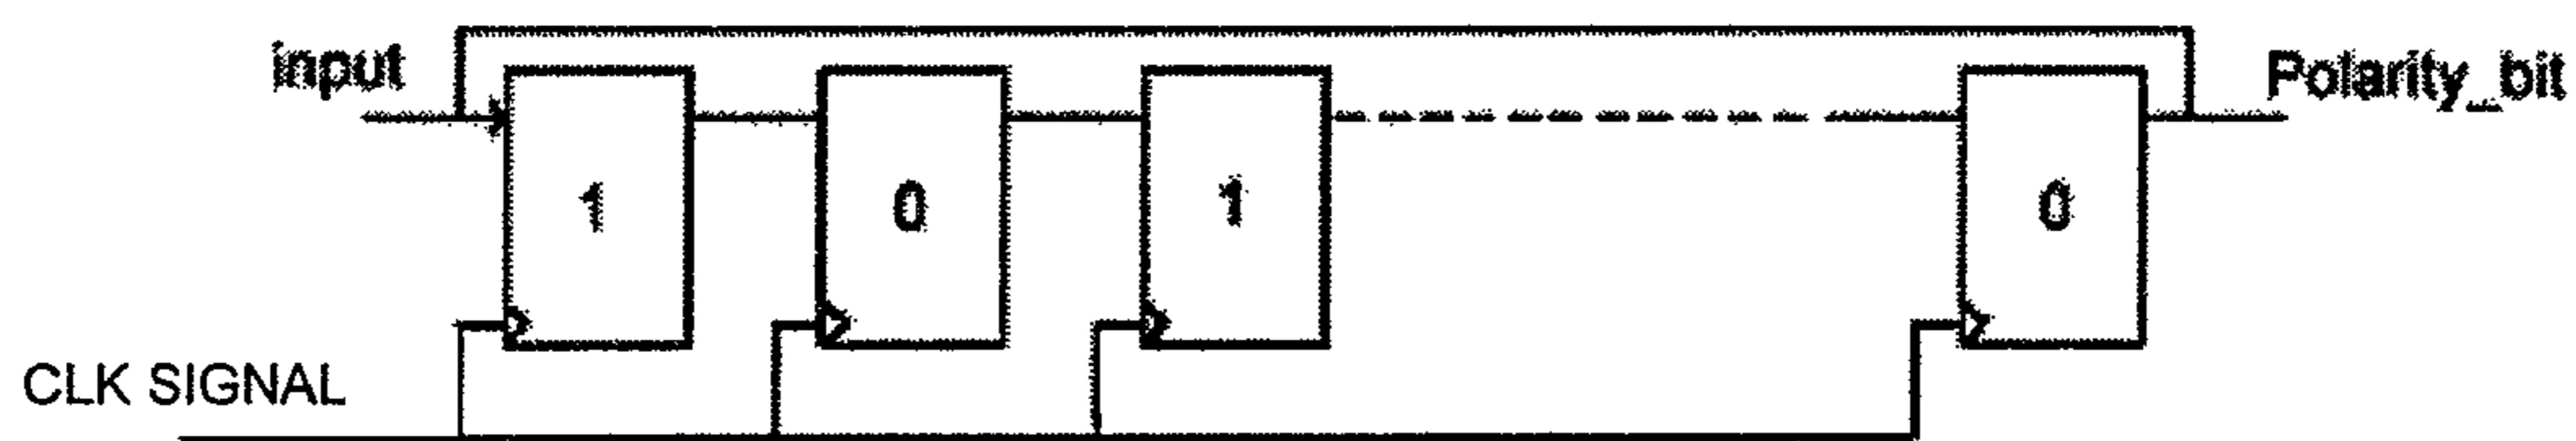 input
Polarity_bit
1 0 1 0
CLK SIGNAL